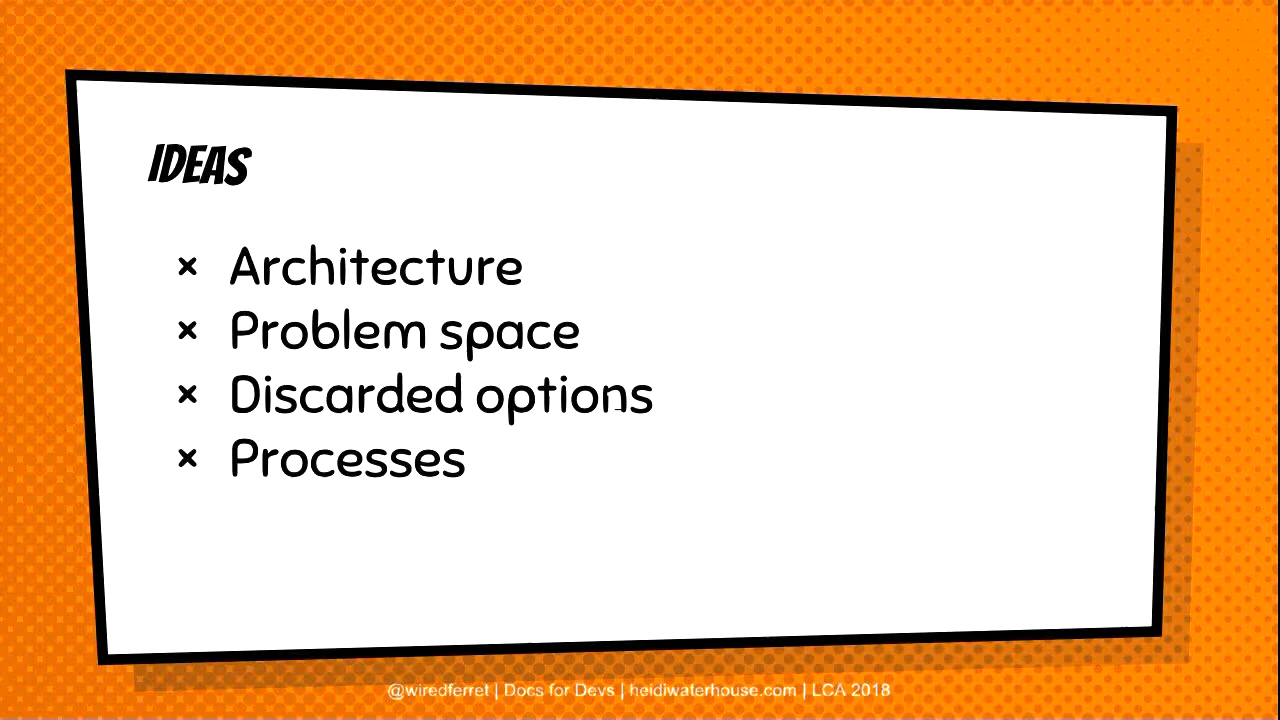 IDEAS
× Architecture
× Problem space
× Discarded options
× Processes
@wiredferret | Docs for Devs | heidiwaterhouse.com | LCA 2018